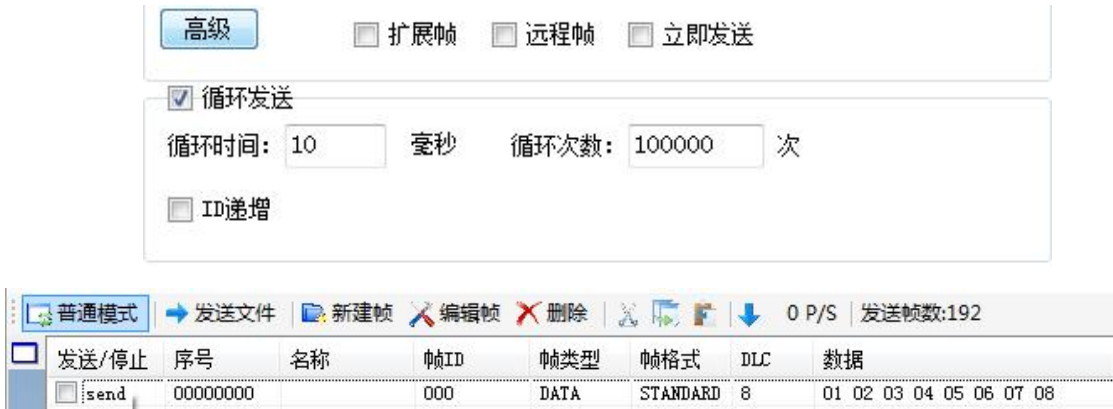 高级 扩展帧 远程帧 立即发送
循环发送
循环时间: 10 毫秒 循环次数: 100000 次
ID递增
普通模式 发送文件 新建帧 编辑帧 删除 0 P/S 发送帧数:192
发送/停止 序号 名称 帧ID 帧类型 帧格式 DLC 数据
send 00000000 000 DATA STANDARD 8 01 02 03 04 05 06 07 08